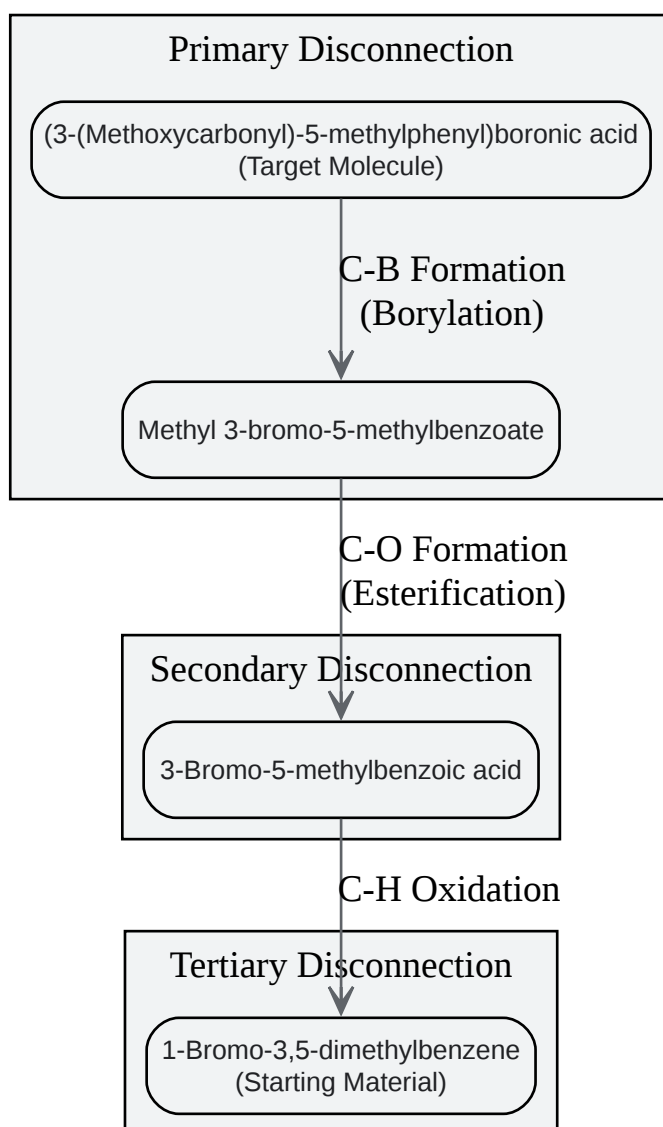 Primary Disconnection
(3-(Methoxycarbonyl)-5-methylphenyl)boronic acid
(Target Molecule)
C-B Formation
(Borylation)
Methyl 3-bromo-5-methylbenzoate
C-O Formation
(Esterification)
Secondary Disconnection
3-Bromo-5-methylbenzoic acid
C-H Oxidation
Tertiary Disconnection
1-Bromo-3,5-dimethylbenzene
(Starting Material)